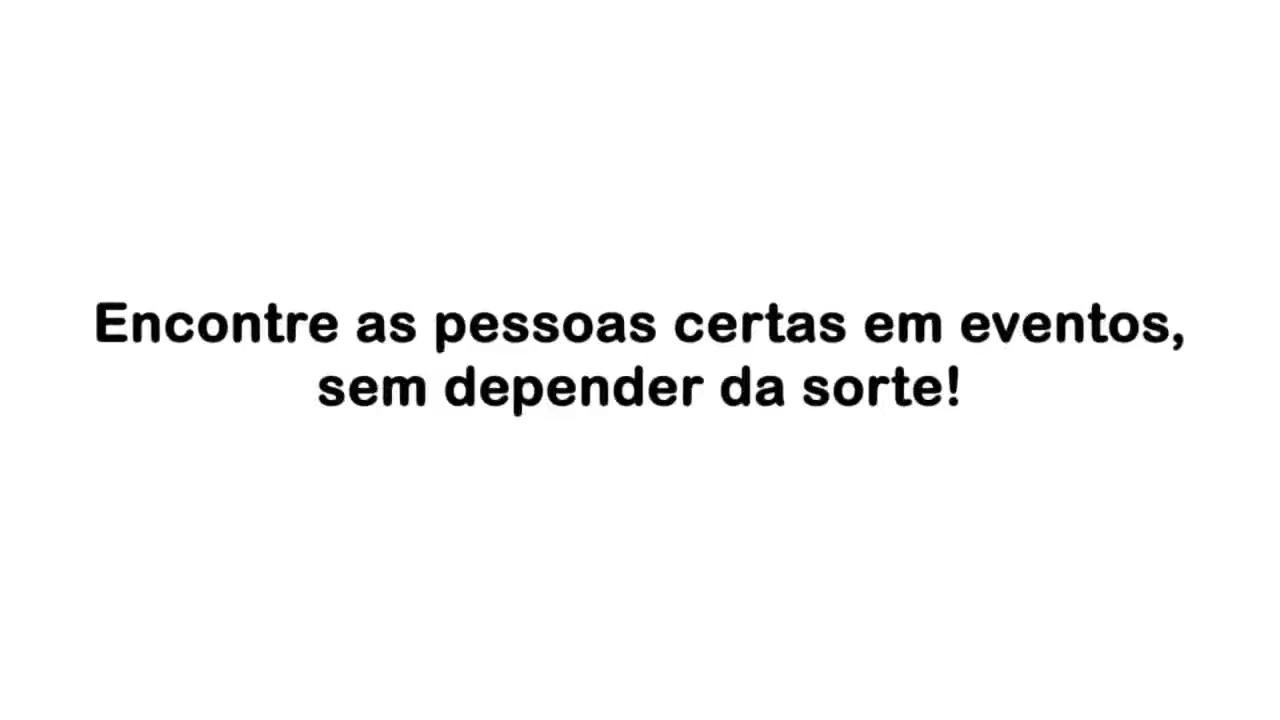 Encontre as pessoas certas em eventos,
sem depender da sorte!